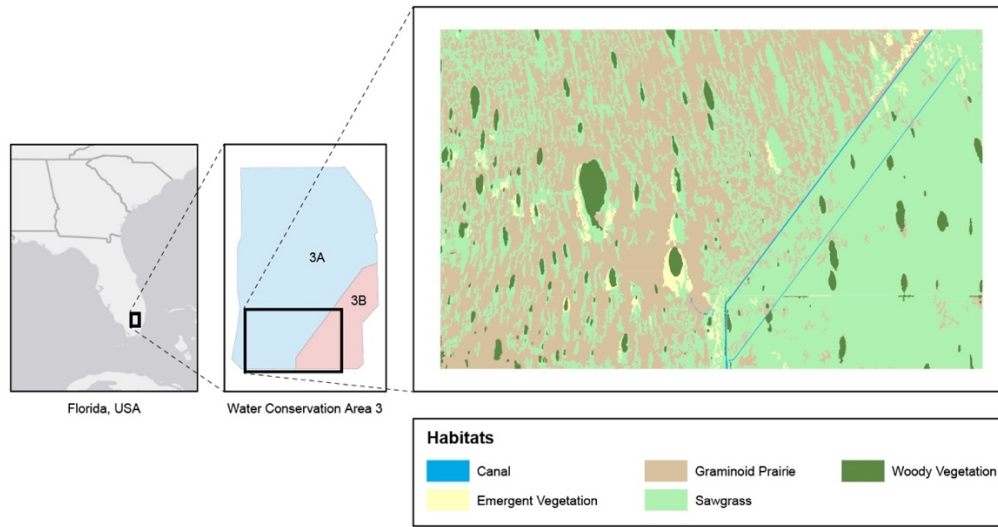 3A
3B
Florida, USA
Water Conservation Area 3
Habitats
Canal
Graminoid Prairie
Woody Vegetation
Emergent Vegetation
Sawgrass